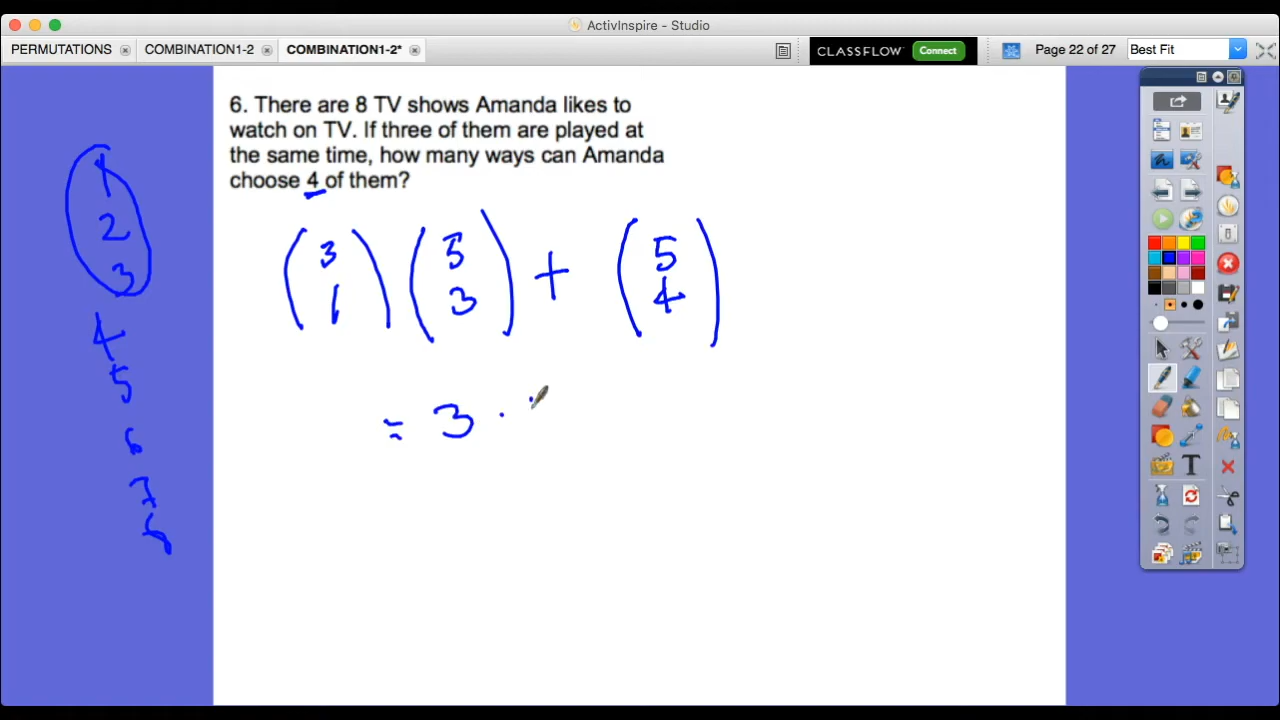 ActivInspire - Studio
PERMUTATIONS COMBINATION1-2 COMBINATION1-2*
CLASSFLOW Connect Page 22 of 27 Best Fit
6. There are 8 TV shows Amanda likes to
watch on TV. If three of them are played at
the same time, how many ways can Amanda
choose 4 of them?
1
2
3
4
5
6
7
8
(3 1) (5 3) + (5 4)
= 3 ·
T